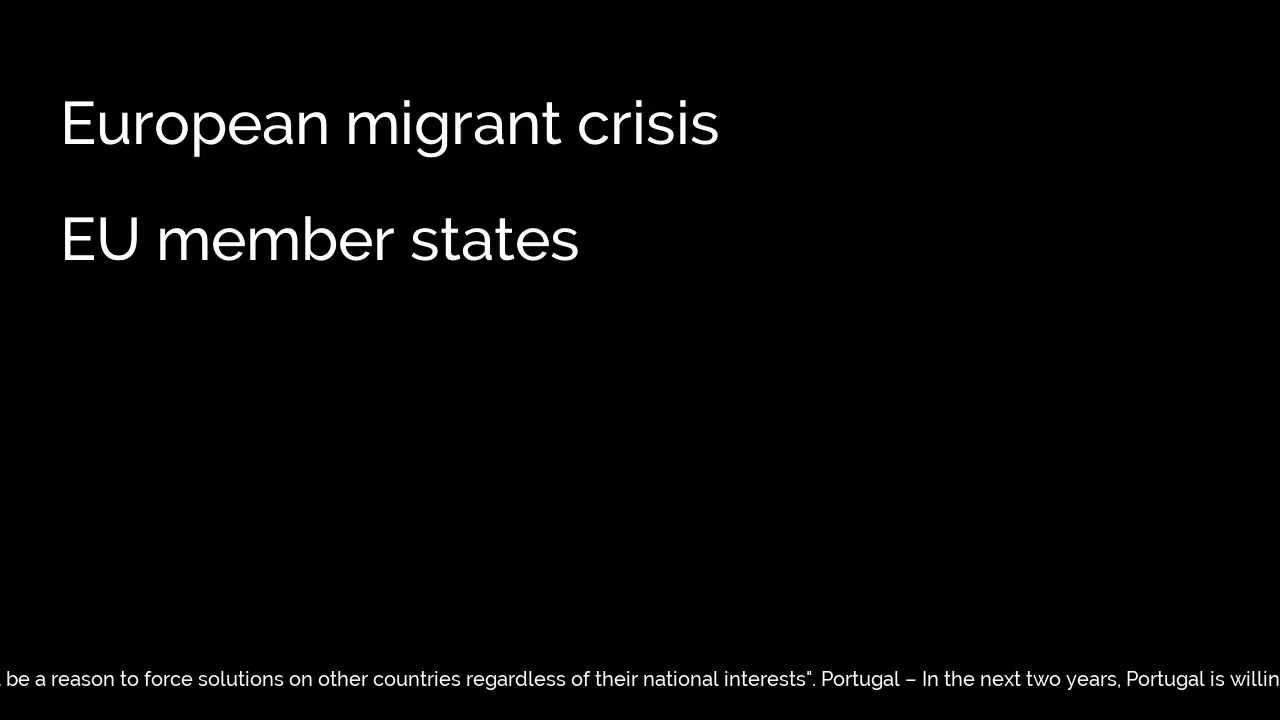 European migrant crisis
EU member states
be a reason to force solutions on other countries regardless of their national interests". Portugal – In the next two years, Portugal is